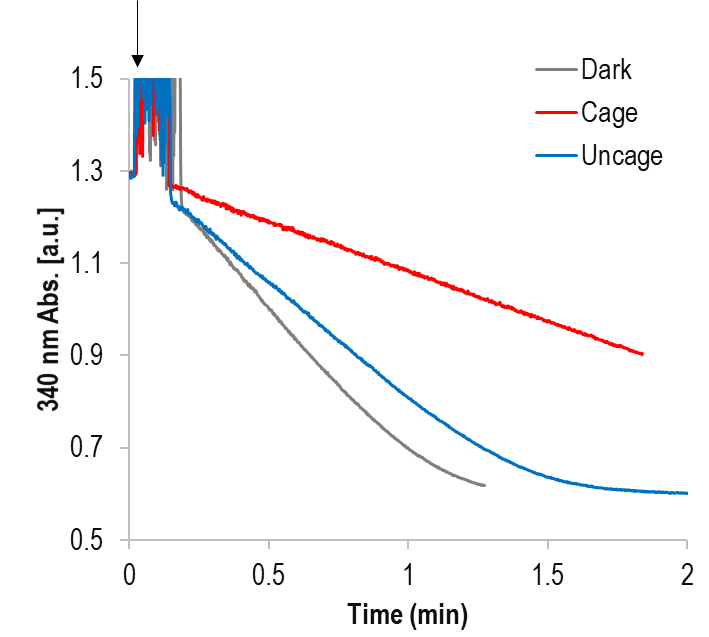 Dark
Cage
Uncage
1.5
1.3
1.1
0.9
0.7
0.5
340 nm Abs. [a.u.]
0
0.5
1
1.5
2
Time (min)